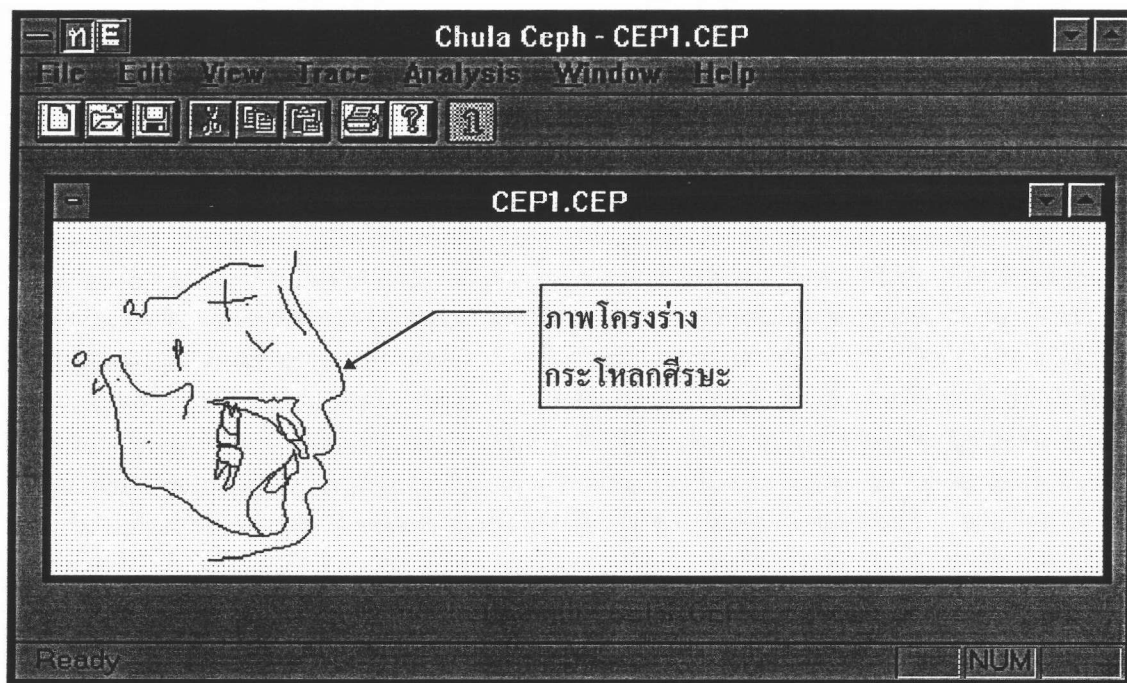 ก E Chula Ceph - CEP1.CEP
File Edit View Trace Analysis Window Help
CEP1.CEP
ภาพโครงร่าง
กระโหลกศีรษะ
Ready NUM